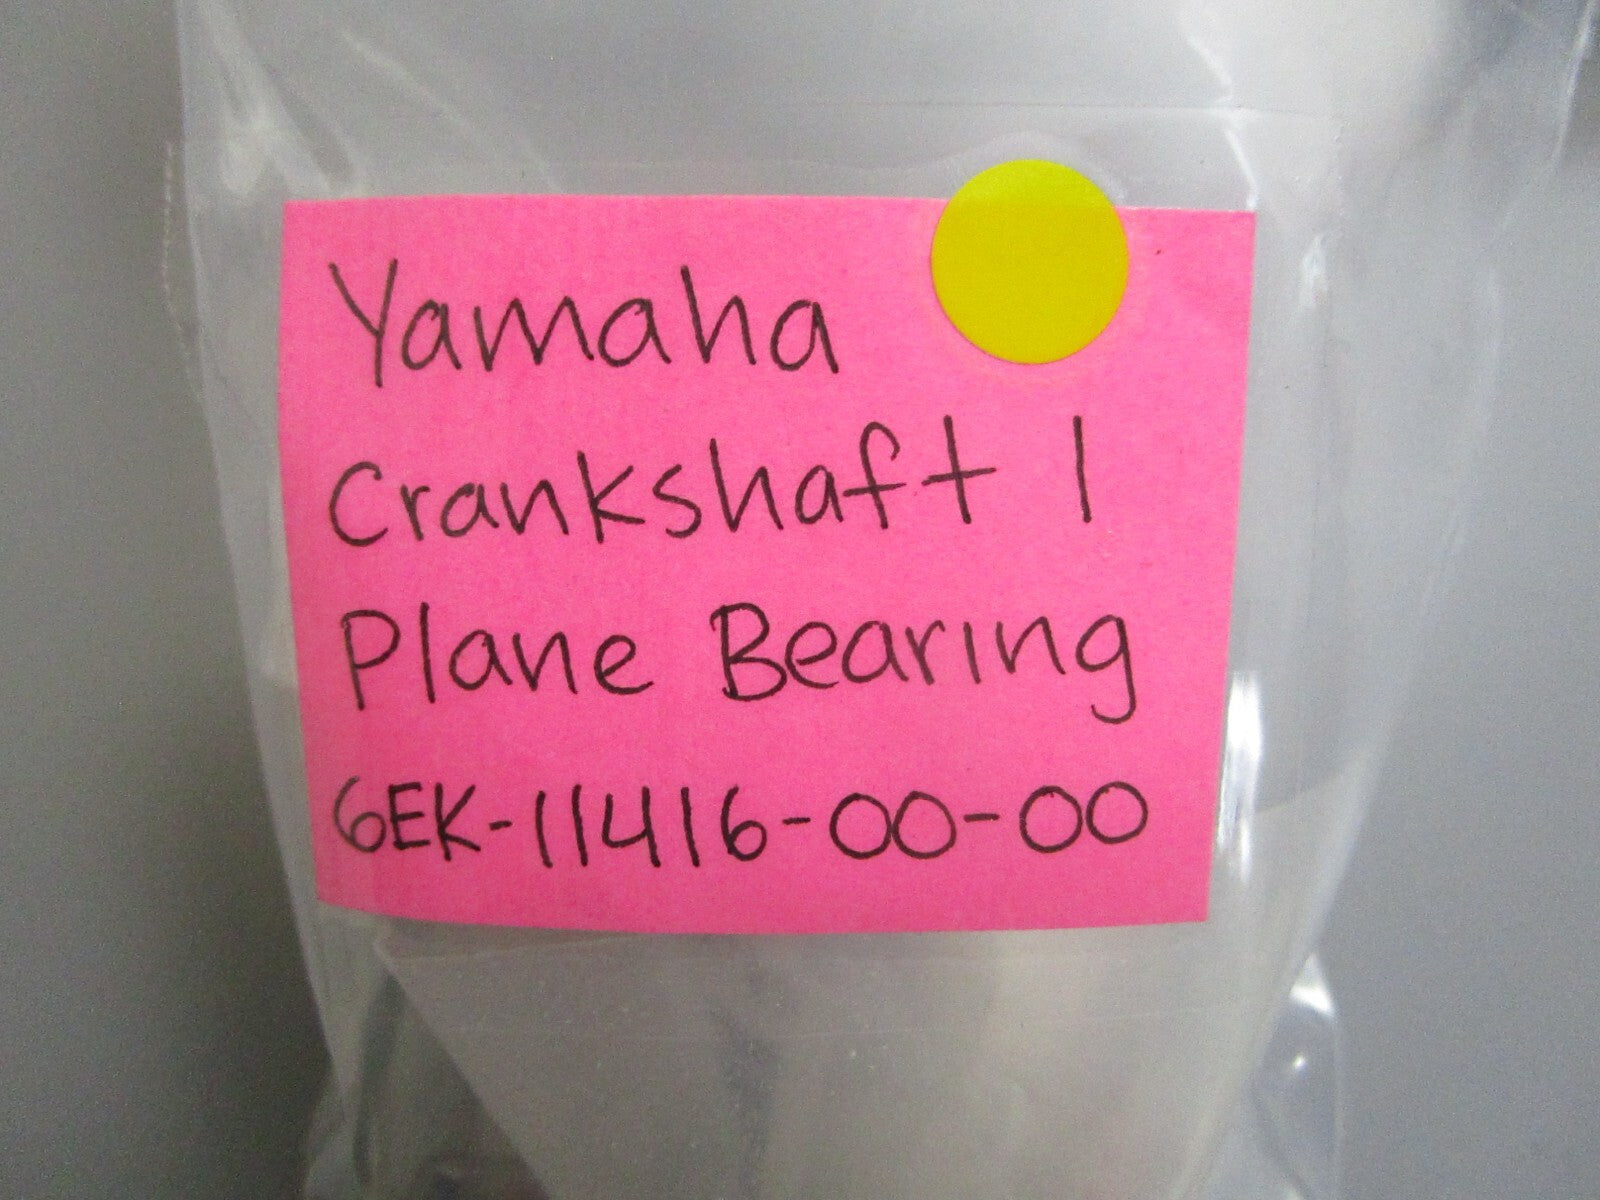 Yamaha
Crankshaft 1
Plane Bearing
6EK-11416-00-00